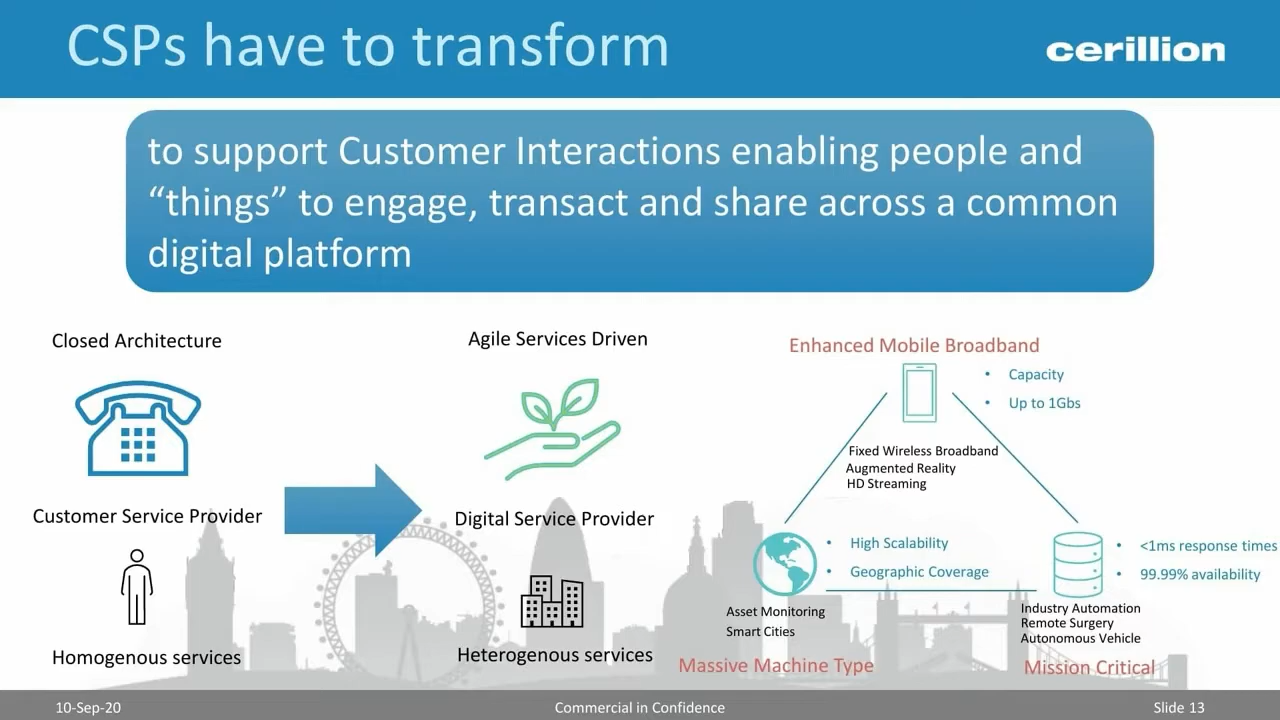 CSPs have to transform
cerillion
to support Customer Interactions enabling people and
“things” to engage, transact and share across a common
digital platform
Closed Architecture
Customer Service Provider
Homogenous services
Agile Services Driven
Digital Service Provider
Heterogenous services
Enhanced Mobile Broadband
• Capacity
• Up to 1Gbs
Fixed Wireless Broadband
Augmented Reality
HD Streaming
• High Scalability
• Geographic Coverage
Asset Monitoring
Smart Cities
Massive Machine Type
• <1ms response times
• 99.99% availability
Industry Automation
Remote Surgery
Autonomous Vehicle
Mission Critical
10-Sep-20
Commercial in Confidence
Slide 13